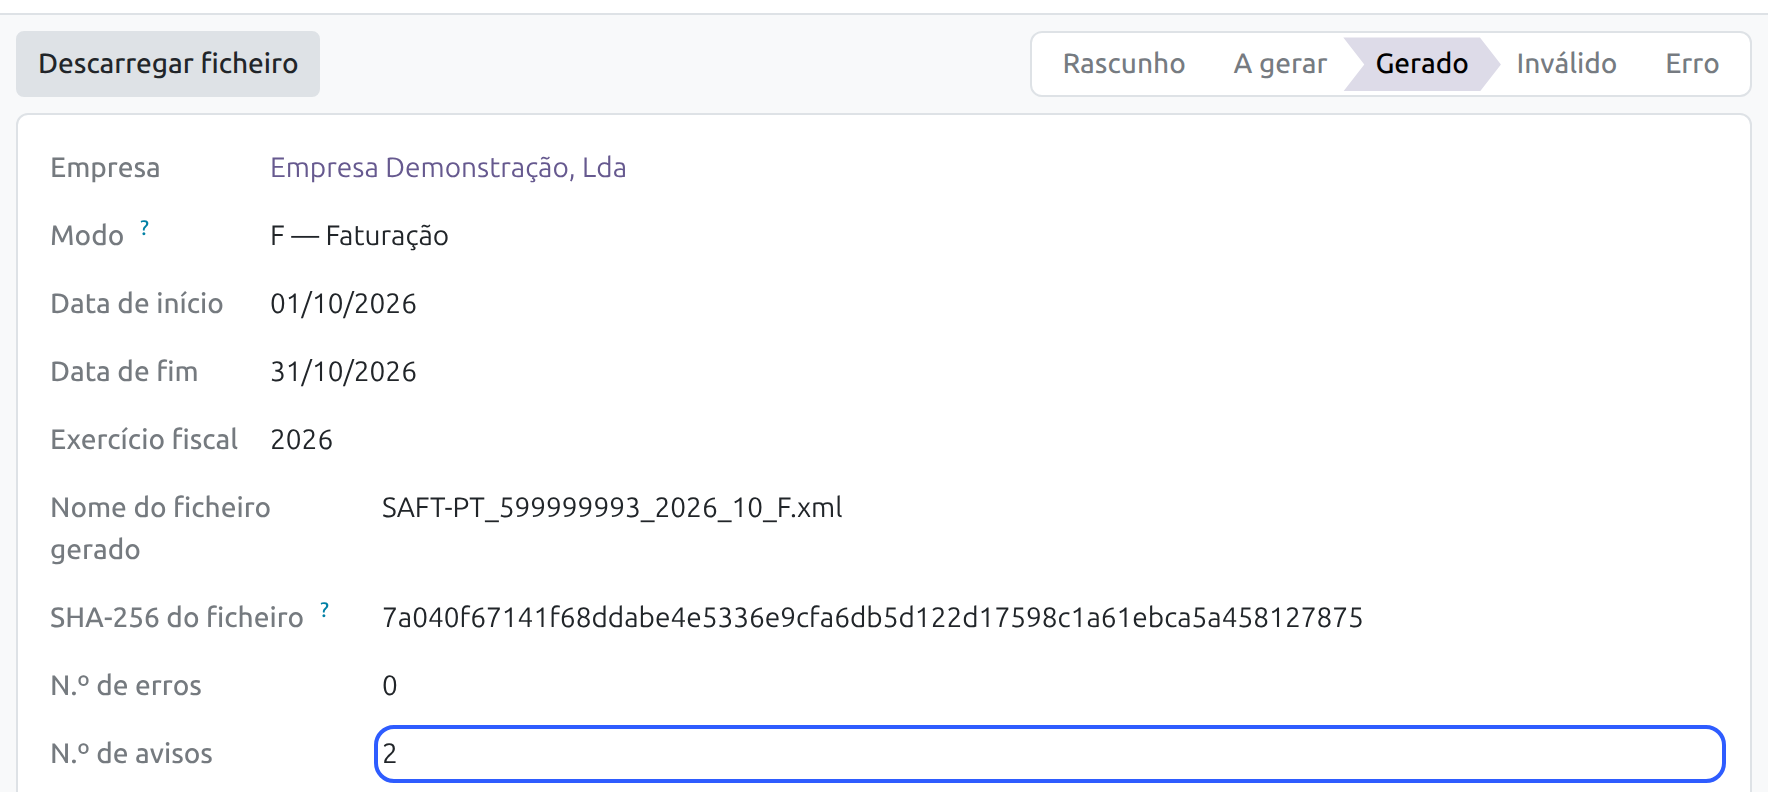 Descarregar ficheiro
Rascunho A gerar Gerado Inválido Erro
Empresa Empresa Demonstração, Lda
Modo ? F — Faturação
Data de início 01/10/2026
Data de fim 31/10/2026
Exercício fiscal 2026
Nome do ficheiro gerado SAFT-PT_599999993_2026_10_F.xml
SHA-256 do ficheiro ? 7a040f67141f68ddabe4e5336e9cfa6db5d122d17598c1a61ebca5a458127875
N.º de erros 0
N.º de avisos 2